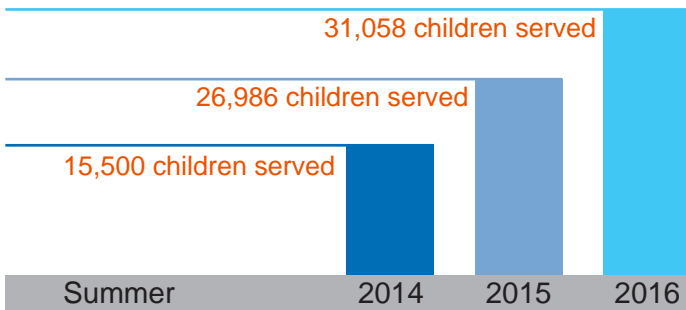 31,058 children served
26,986 children served
15,500 children served
Summer 2014 2015 2016